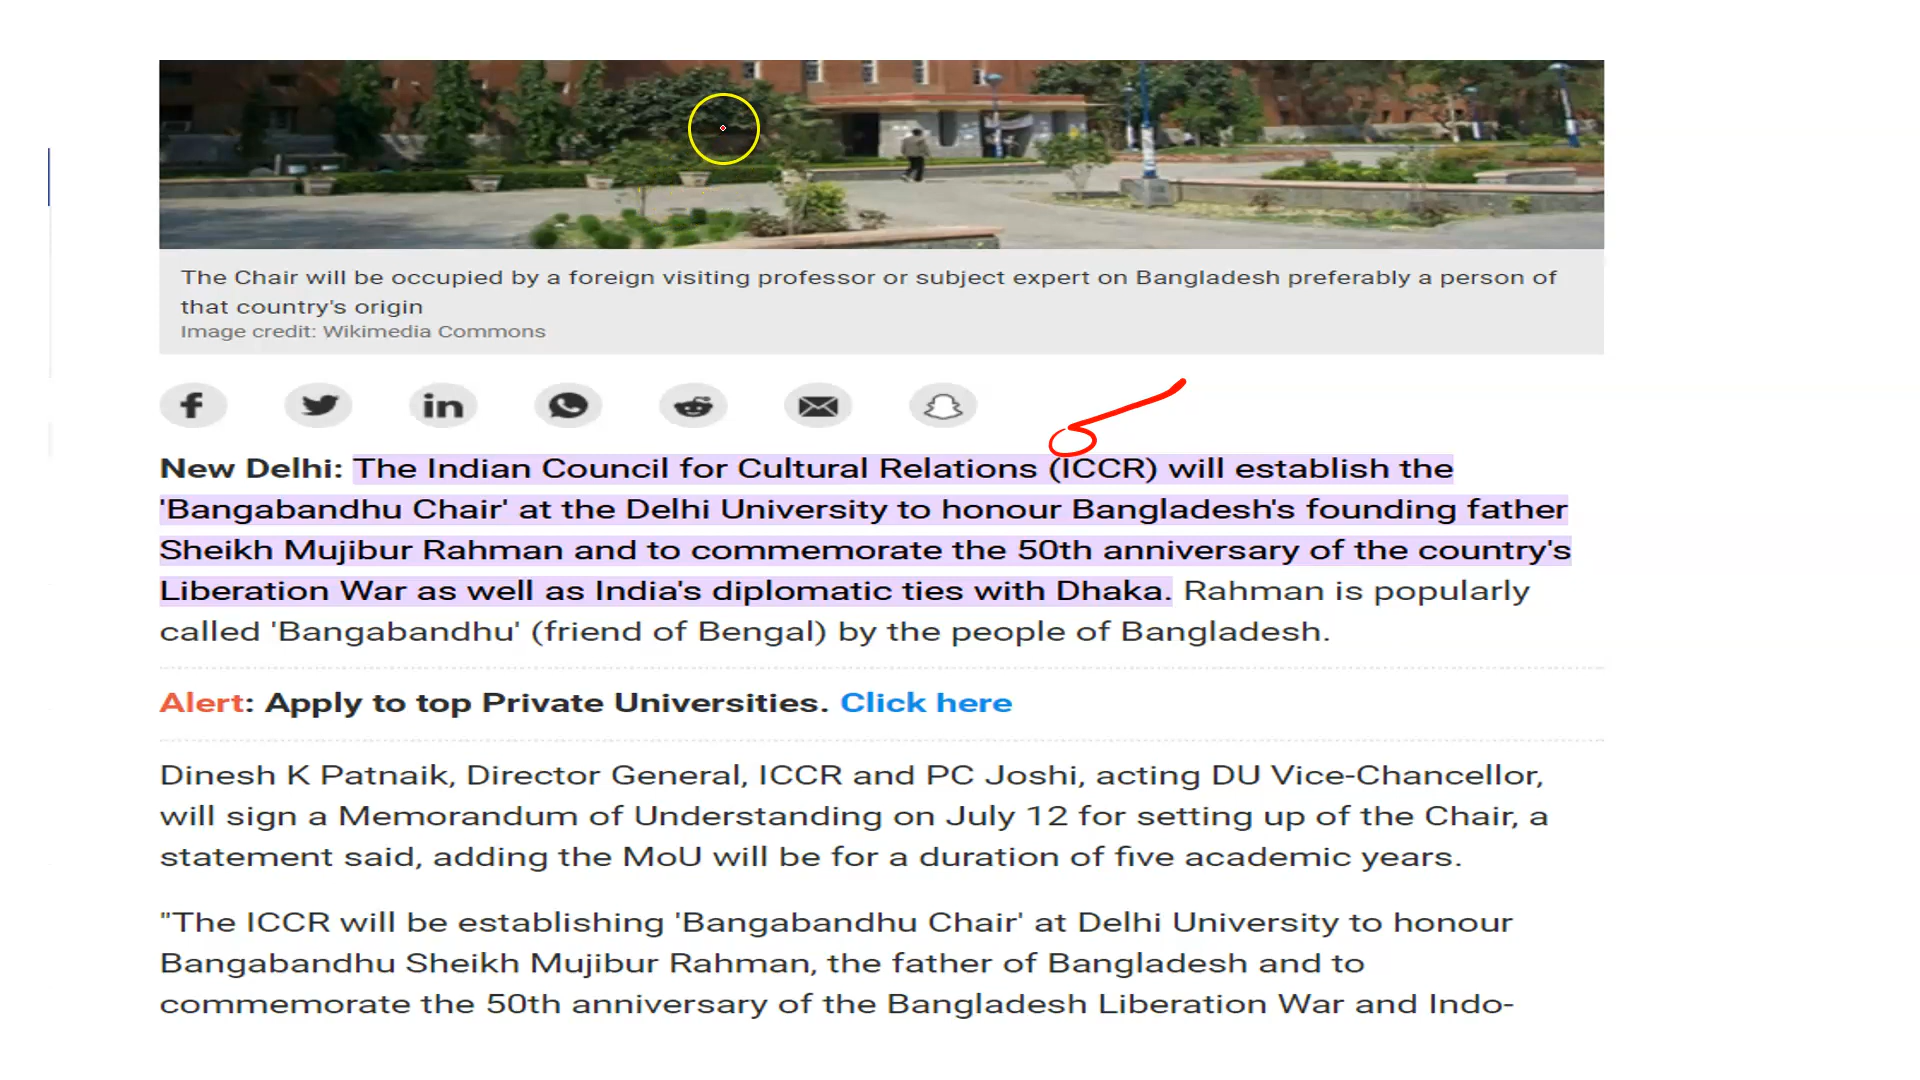 The Chair will be occupied by a foreign visiting professor or subject expert on Bangladesh preferably a person of
that country's origin
Image credit: Wikimedia Commons
New Delhi: The Indian Council for Cultural Relations (ICCR) will establish the
'Bangabandhu Chair' at the Delhi University to honour Bangladesh's founding father
Sheikh Mujibur Rahman and to commemorate the 50th anniversary of the country's
Liberation War as well as India's diplomatic ties with Dhaka. Rahman is popularly
called 'Bangabandhu' (friend of Bengal) by the people of Bangladesh.
Alert: Apply to top Private Universities. Click here
Dinesh K Patnaik, Director General, ICCR and PC Joshi, acting DU Vice-Chancellor,
will sign a Memorandum of Understanding on July 12 for setting up of the Chair, a
statement said, adding the MoU will be for a duration of five academic years.
"The ICCR will be establishing 'Bangabandhu Chair' at Delhi University to honour
Bangabandhu Sheikh Mujibur Rahman, the father of Bangladesh and to
commemorate the 50th anniversary of the Bangladesh Liberation War and Indo-